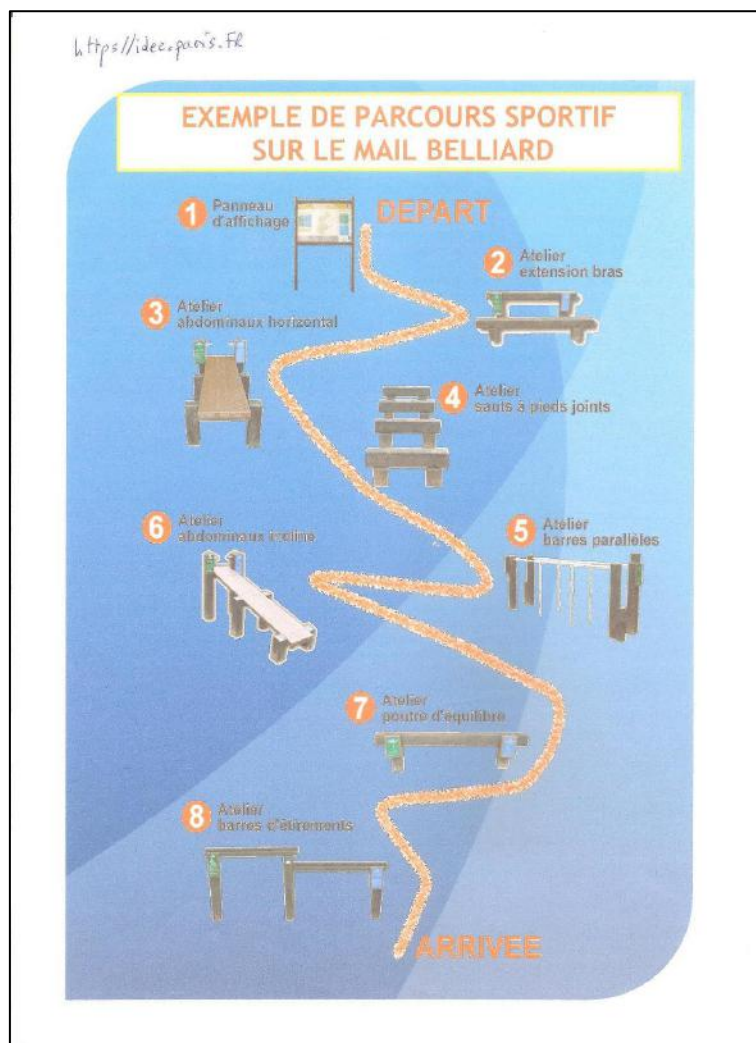 https//idee.paris.FR
EXEMPLE DE PARCOURS SPORTIF
SUR LE MAIL BELLIARD
1 Panneau
d'affichage
DEPART
2 Atelier
extension bras
3 Atelier
abdominaux horizontal
4 Atelier
sauts à pieds joints
5 Atelier
barres parallèles
6 Atelier
abdominaux incliné
7 Atelier
poutre d'équilibre
8 Atelier
barres d'étirements
ARRIVEE